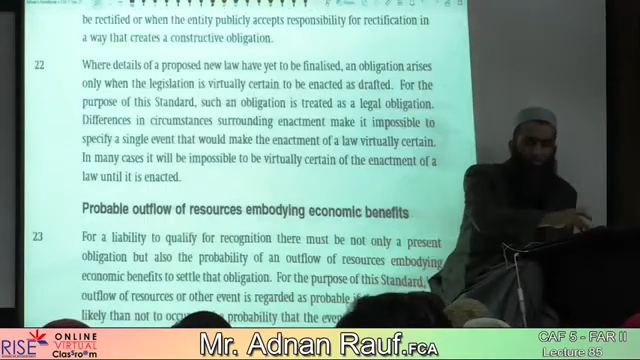 be rectified or when the entity publicly accepts responsibility for rectification in
a way that creates a constructive obligation.
22 Where details of a proposed new law have yet to be finalised, an obligation arises
only when the legislation is virtually certain to be enacted as drafted. For the
purpose of this Standard, such an obligation is treated as a legal obligation.
Differences in circumstances surrounding enactment make it impossible to
specify a single event that would make the enactment of a law virtually certain.
In many cases it will be impossible to be virtually certain of the enactment of a
law until it is enacted.
Probable outflow of resources embodying economic benefits
23 For a liability to qualify for recognition there must be not only a present
obligation but also the probability of an outflow of resources embodying
economic benefits to settle that obligation. For the purpose of this Standard,
outflow of resources or other event is regarded as probable if
likely than not to occu probability that the eve
RISE ONLINE VIRTUAL Classroom
Mr. Adnan Rauf.FCA
CAF 5 - FAR II
Lecture 85